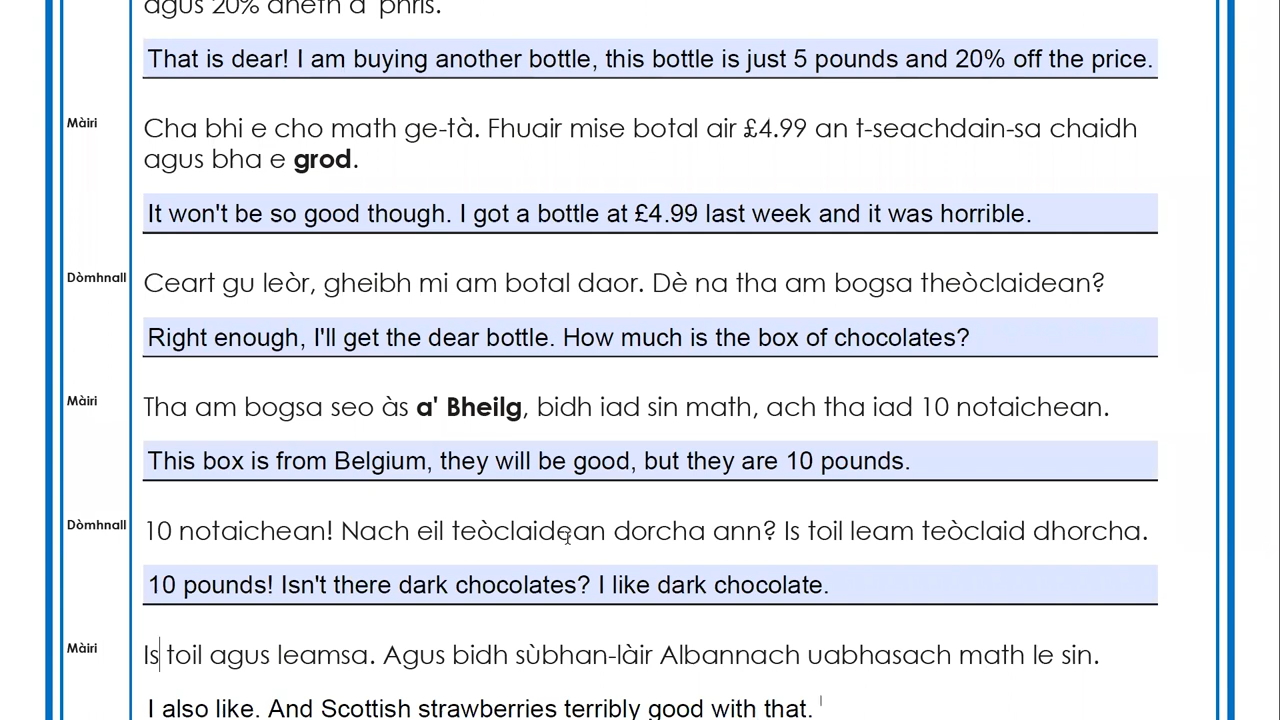 agus 20% dheth a' phrìs.
That is dear! I am buying another bottle, this bottle is just 5 pounds and 20% off the price.
Màiri
Cha bhi e cho math ge-tà. Fhuair mise botal air £4.99 an t-seachdain-sa chaidh
agus bha e grod.
It won't be so good though. I got a bottle at £4.99 last week and it was horrible.
Dòmhnall
Ceart gu leòr, gheibh mi am botal daor. Dè na tha am bogsa theòclaidean?
Right enough, I'll get the dear bottle. How much is the box of chocolates?
Màiri
Tha am bogsa seo às a' Bheilg, bidh iad sin math, ach tha iad 10 notaichean.
This box is from Belgium, they will be good, but they are 10 pounds.
Dòmhnall
10 notaichean! Nach eil teòclaidean dorcha ann? Is toil leam teòclaid dhorcha.
10 pounds! Isn't there dark chocolates? I like dark chocolate.
Màiri
Is toil agus leamsa. Agus bidh sùbhan-làir Albannach uabhasach math le sin.
I also like. And Scottish strawberries terribly good with that.